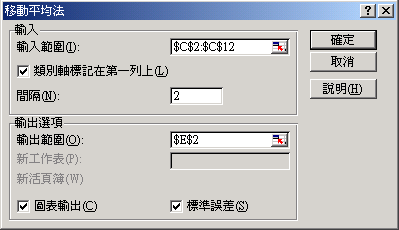 移動平均法
輸入
輸入範圍(I): $C$2:$C$12
類別軸標記在第一列上(L)
間隔(N): 2
輸出選項
輸出範圍(O): $E$2
新工作表(P):
新活頁簿(W)
圖表輸出(C) 標準誤差(S)
確定
取消
說明(H)